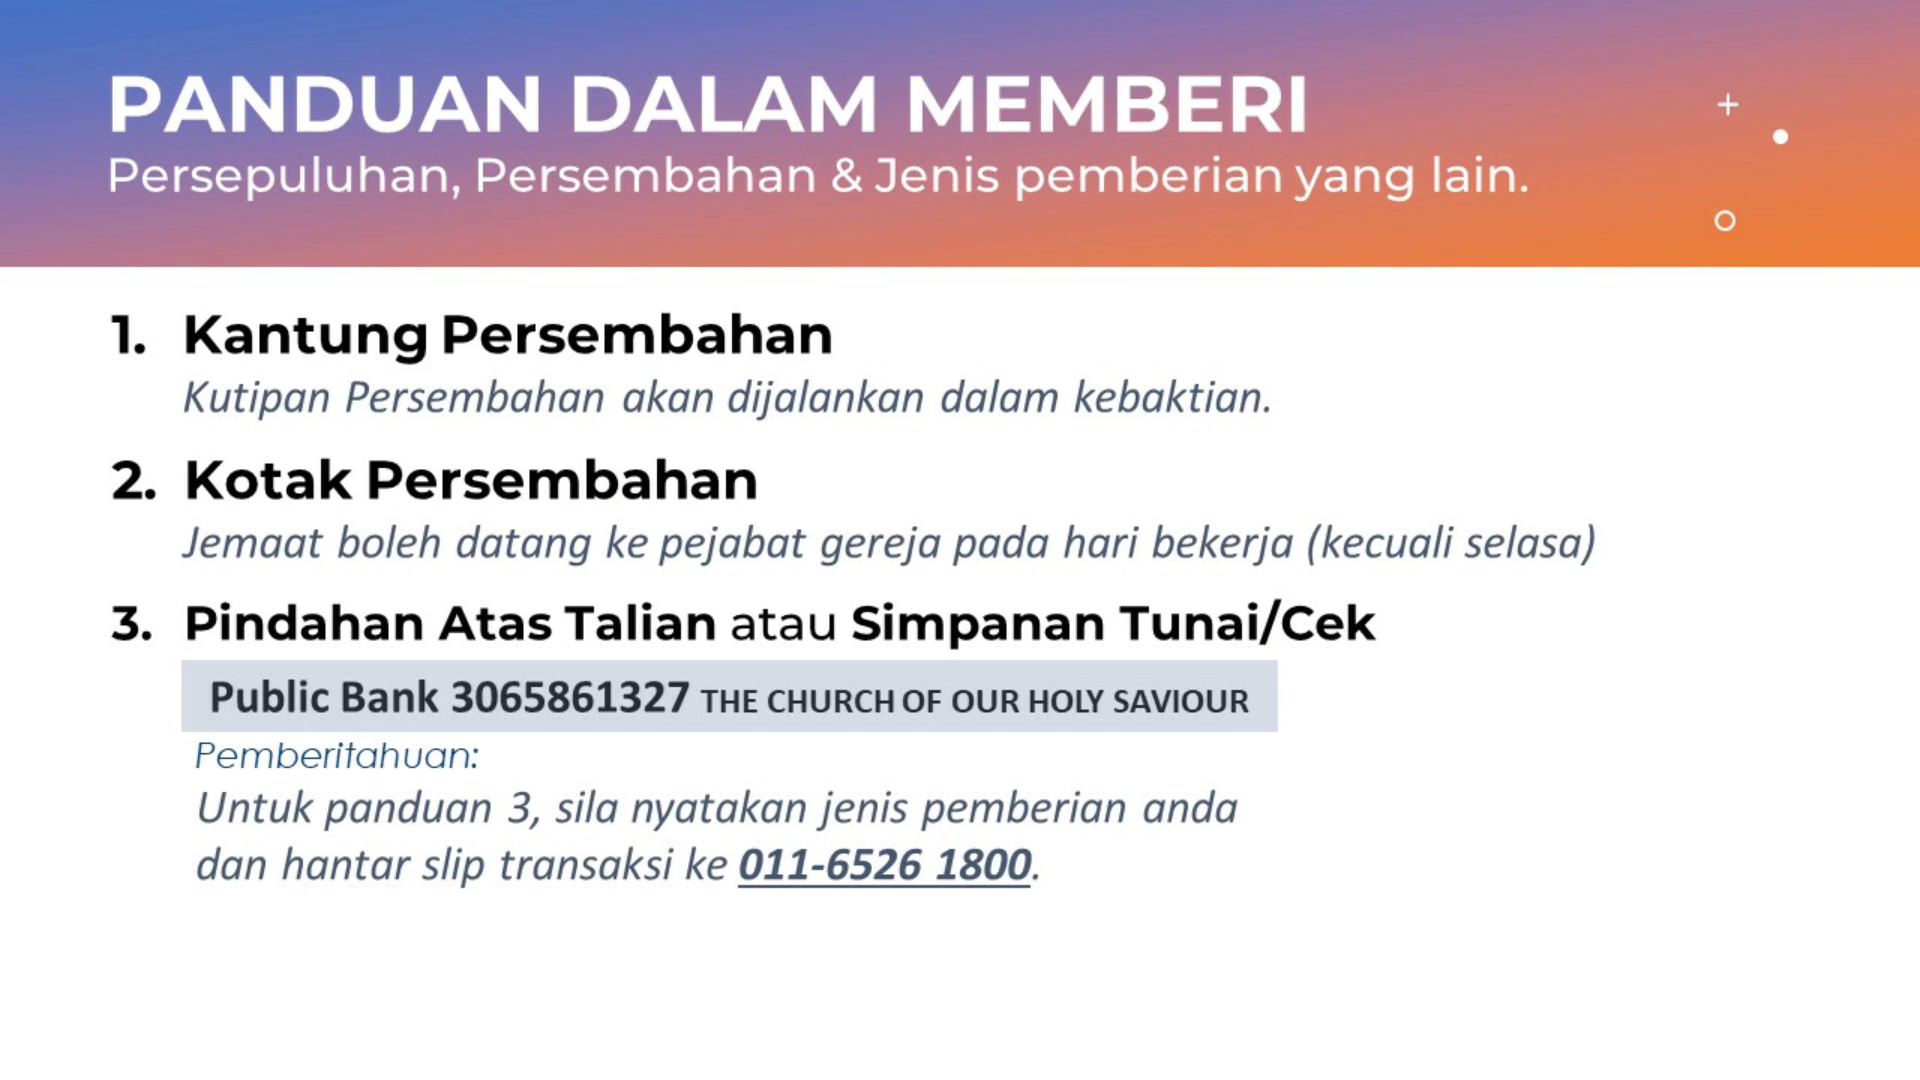 PANDUAN DALAM MEMBERI
Persepuluhan, Persembahan & Jenis pemberian yang lain.
1. Kantung Persembahan
Kutipan Persembahan akan dijalankan dalam kebaktian.
2. Kotak Persembahan
Jemaat boleh datang ke pejabat gereja pada hari bekerja (kecuali selasa)
3. Pindahan Atas Talian atau Simpanan Tunai/Cek
Public Bank 3065861327 THE CHURCH OF OUR HOLY SAVIOUR
Pemberitahuan:
Untuk panduan 3, sila nyatakan jenis pemberian anda
dan hantar slip transaksi ke 011-6526 1800.